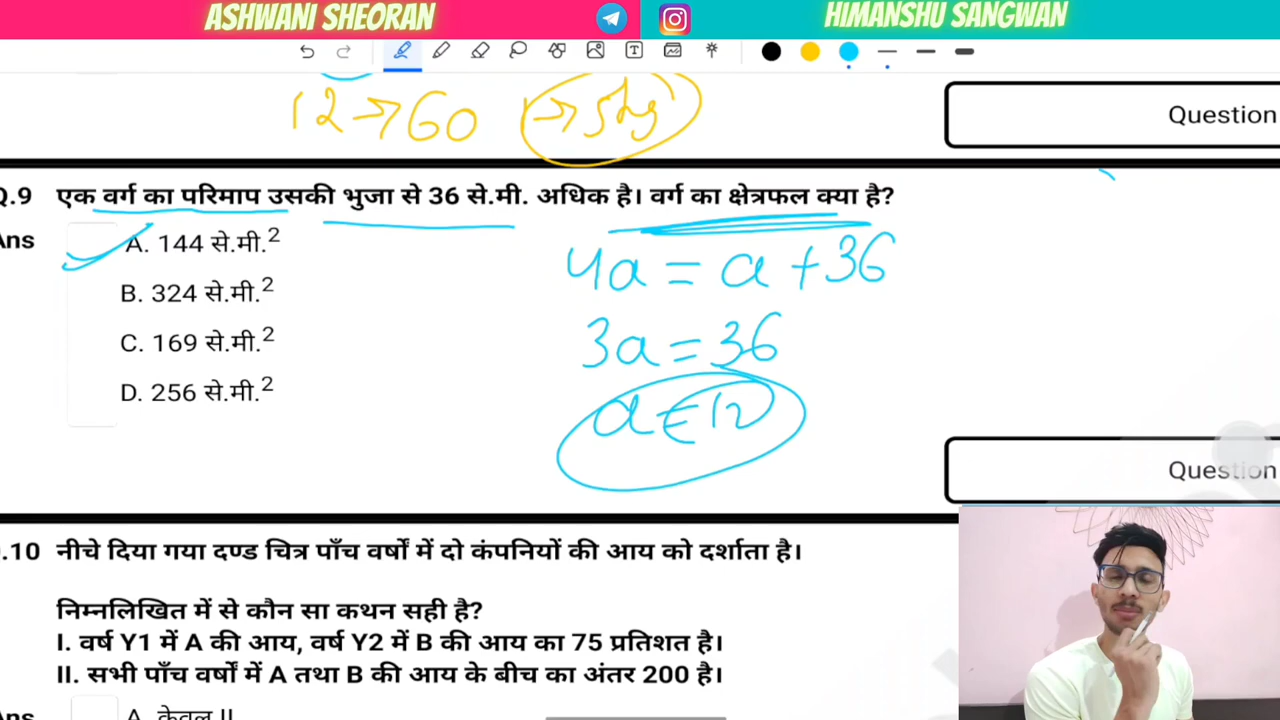 ASHWANI SHEORAN
HIMANSHU SANGWAN
12 → 60
Question
Q.9 एक वर्ग का परिमाप उसकी भुजा से 36 से.मी. अधिक है। वर्ग का क्षेत्रफल क्या है?
Ans
A. 144 से.मी.²
B. 324 से.मी.²
C. 169 से.मी.²
D. 256 से.मी.²
4a = a + 36
3a = 36
a = 12
Question
.10 नीचे दिया गया दण्ड चित्र पाँच वर्षों में दो कंपनियों की आय को दर्शाता है।
निम्नलिखित में से कौन सा कथन सही है?
I. वर्ष Y1 में A की आय, वर्ष Y2 में B की आय का 75 प्रतिशत है।
II. सभी पाँच वर्षों में A तथा B की आय के बीच का अंतर 200 है।
Ans
A. केवल II